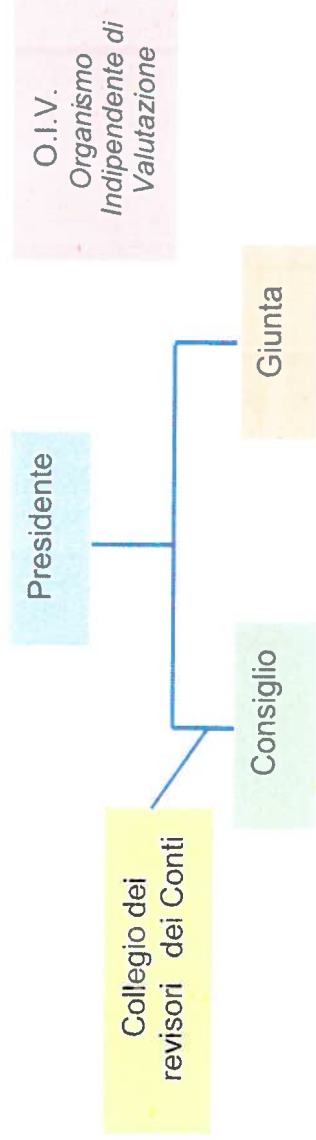 O.I.V.
Organismo
Indipendente di
Valutazione
Presidente
Collegio dei
revisori dei Conti
Consiglio
Giunta